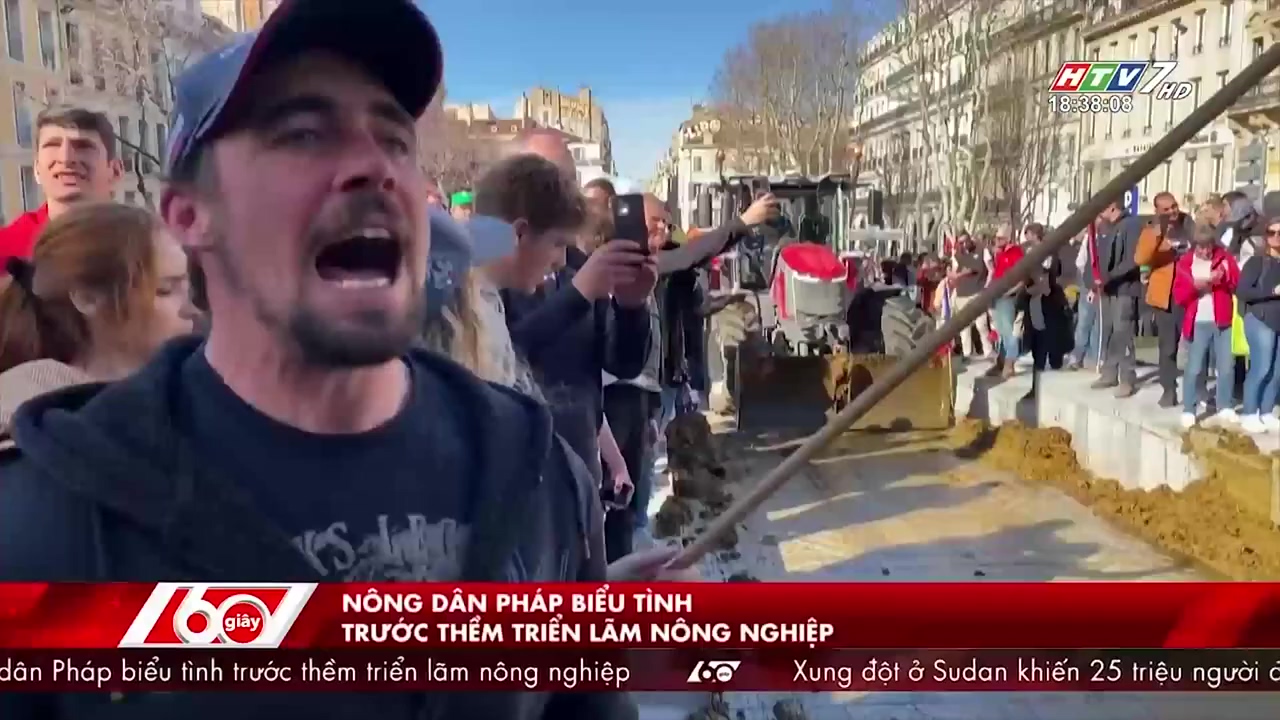 HTV7 HD
18:38:08
60 giây
NÔNG DÂN PHÁP BIỂU TÌNH
TRƯỚC THỀM TRIỂN LÃM NÔNG NGHIỆP
dân Pháp biểu tình trước thềm triển lãm nông nghiệp
60
Xung đột ở Sudan khiến 25 triệu người